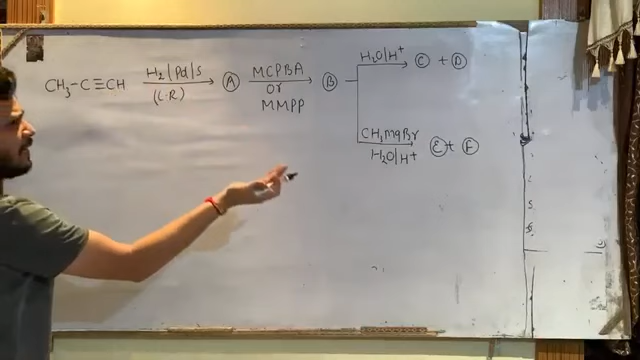 CH₃-C≡CH H₂/Pd/S (L.R) → Ⓐ MCPBA or MMPP → Ⓑ
H₂O/H⁺ → Ⓒ + Ⓓ
CH₃MgBr H₂O/H⁺ → Ⓔ + Ⓕ